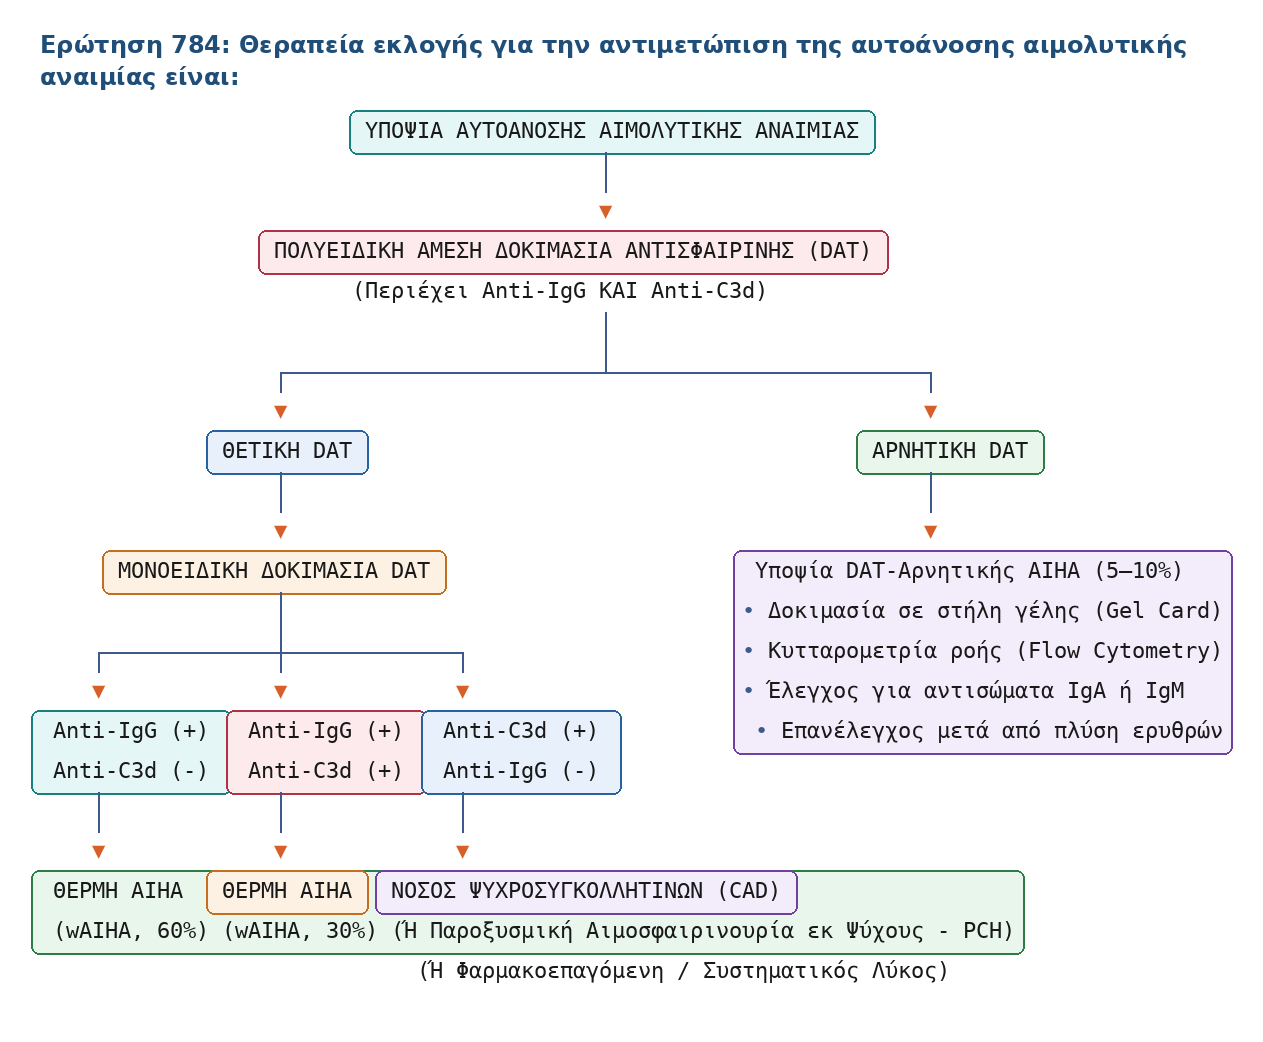 Ερώτηση 784: Θεραπεία εκλογής για την αντιμετώπιση της αυτοάνοσης αιμολυτικής
αναιμίας είναι:
ΥΠΟΨΙΑ ΑΥΤΟΑΝΟΣΗΣ ΑΙΜΟΛΥΤΙΚΗΣ ΑΝΑΙΜΙΑΣ
ΠΟΛΥΕΙΔΙΚΗ ΑΜΕΣΗ ΔΟΚΙΜΑΣΙΑ ΑΝΤΙΣΦΑΙΡΙΝΗΣ (DAT)
(Περιέχει Anti-IgG ΚΑΙ Anti-C3d)
ΘΕΤΙΚΗ DAT
ΑΡΝΗΤΙΚΗ DAT
ΜΟΝΟΕΙΔΙΚΗ ΔΟΚΙΜΑΣΙΑ DAT
Υποψία DAT-Αρνητικής AIHA (5–10%)
• Δοκιμασία σε στήλη γέλης (Gel Card)
• Κυτταρομετρία ροής (Flow Cytometry)
• Έλεγχος για αντισώματα IgA ή IgM
• Επανέλεγχος μετά από πλύση ερυθρών
Anti-IgG (+)
Anti-C3d (-)
Anti-IgG (+)
Anti-C3d (+)
Anti-C3d (+)
Anti-IgG (-)
ΘΕΡΜΗ AIHA
(wAIHA, 60%)
ΘΕΡΜΗ AIHA
(wAIHA, 30%)
ΝΟΣΟΣ ΨΥΧΡΟΣΥΓΚΟΛΛΗΤΙΝΩΝ (CAD)
(Ή Παροξυσμική Αιμοσφαιρινουρία εκ Ψύχους - PCH)
(Ή Φαρμακοεπαγόμενη / Συστηματικός Λύκος)